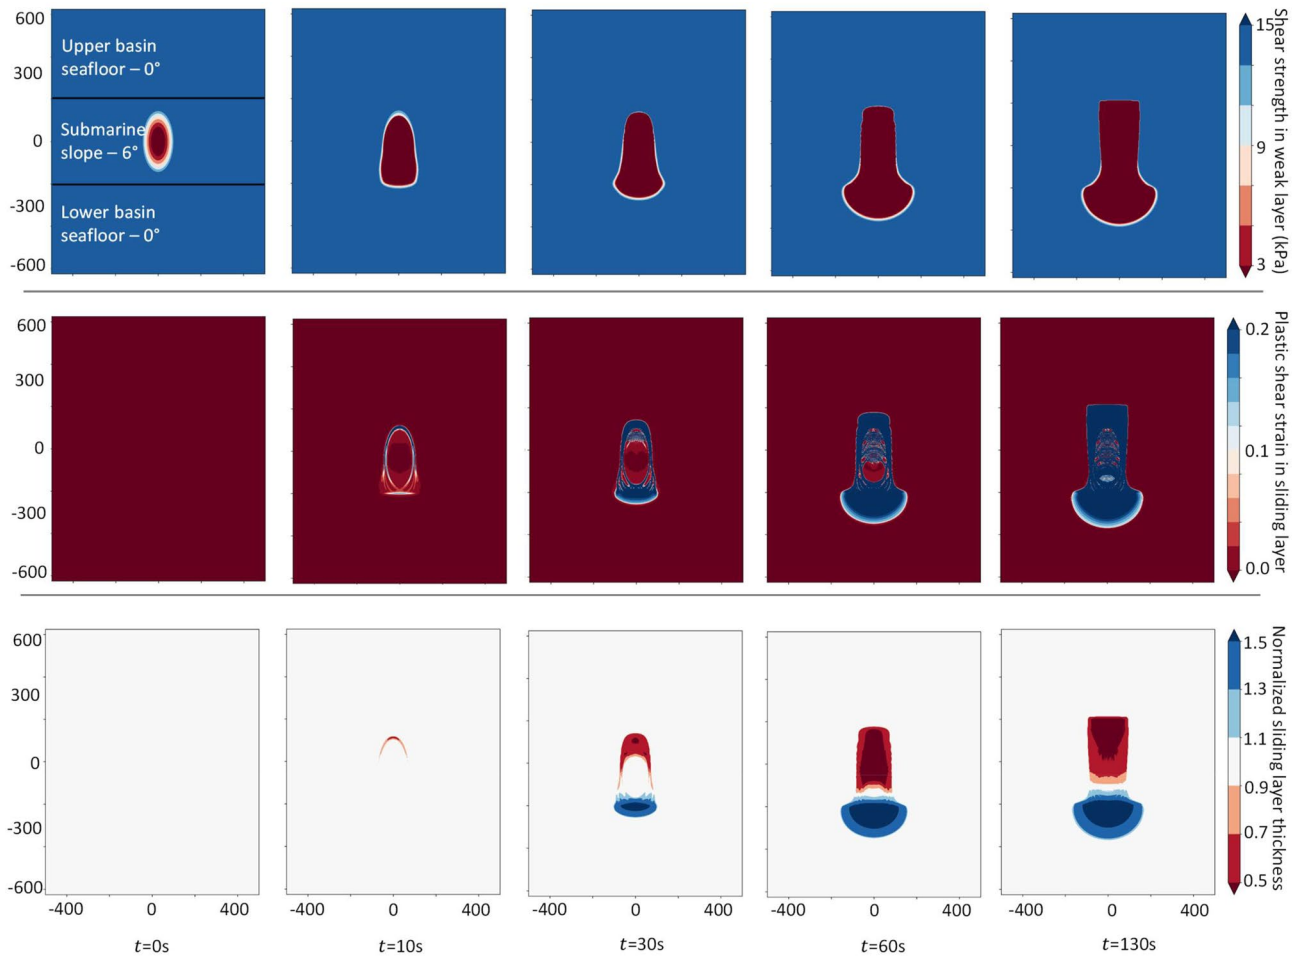 600
300
0
-300
-600
Upper basin
seafloor – 0°
Submarine
slope – 6°
Lower basin
seafloor – 0°
15
9
3
Shear strength in weak layer (kPa)
600
300
0
-300
-600
0.2
0.1
0.0
Plastic shear strain in sliding layer
600
300
0
-300
-600
1.5
1.3
1.1
0.9
0.7
0.5
Normalized sliding layer thickness
-400 0 400
-400 0 400
-400 0 400
-400 0 400
-400 0 400
t=0s
t=10s
t=30s
t=60s
t=130s